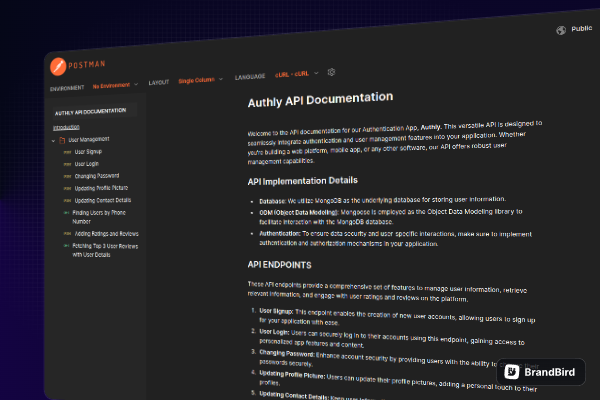 Public
POSTMAN
ENVIRONMENT No Environment LAYOUT Single Column LANGUAGE cURL - cURL
AUTHLY API DOCUMENTATION
Introduction
User Management
POST User Signup
POST User Login
POST Changing Password
POST Updating Profile Picture
POST Updating Contact Details
GET Finding Users by Phone
Number
POST Adding Ratings and Reviews
GET Fetching Top 3 User Reviews
with User Details
Authly API Documentation
Welcome to the API documentation for our Authentication App, Authly. This versatile API is designed to
seamlessly integrate authentication and user management features into your application. Whether
you're building a web platform, mobile app, or any other software, our API offers robust user
management capabilities.
API Implementation Details
• Database: We utilize MongoDB as the underlying database for storing user information.
• ODM (Object Data Modeling): Mongoose is employed as the Object Data Modeling library to
facilitate interaction with the MongoDB database.
• Authentication: To ensure data security and user-specific interactions, make sure to implement
authentication and authorization mechanisms in your application.
API ENDPOINTS
These API endpoints provide a comprehensive set of features to manage user information, retrieve
relevant information, and engage with user ratings and reviews on the platform.
1. User Signup: This endpoint enables the creation of new user accounts, allowing users to sign up
for your application with ease.
2. User Login: Users can securely log in to their accounts using this endpoint, gaining access to
personalized app features and content.
3. Changing Password: Enhance account security by providing users with the ability to
passwords securely.
4. Updating Profile Picture: Users can update their profile pictures, adding a personal touch to their
profiles.
5. Updating Contact Details: Keep user
BrandBird